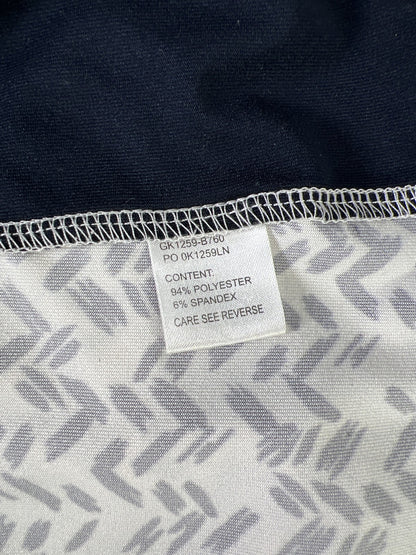 GK1259-B760
PO 0K1259LN
CONTENT:
94% POLYESTER
6% SPANDEX
CARE SEE REVERSE